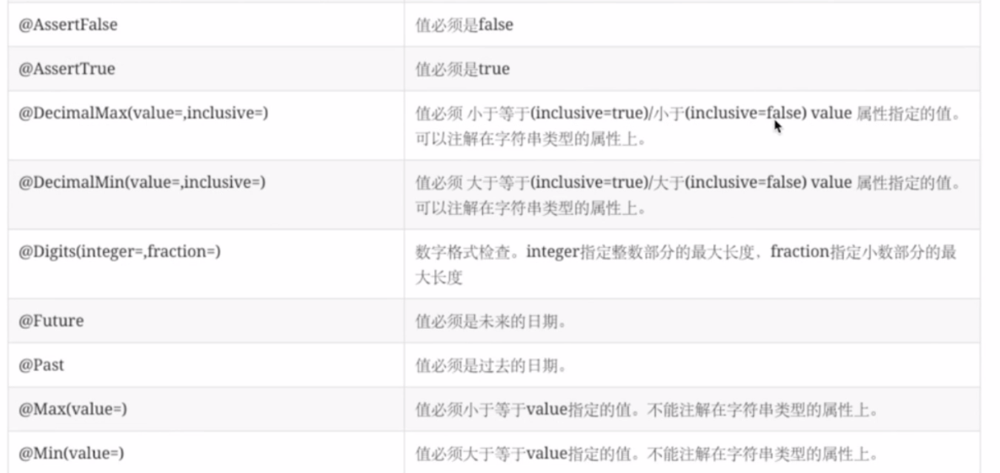 @AssertFalse
值必须是false
@AssertTrue
值必须是true
@DecimalMax(value=,inclusive=)
值必须 小于等于(inclusive=true)/小于(inclusive=false) value 属性指定的值。
可以注解在字符串类型的属性上。
@DecimalMin(value=,inclusive=)
值必须 大于等于(inclusive=true)/大于(inclusive=false) value 属性指定的值。
可以注解在字符串类型的属性上。
@Digits(integer=,fraction=)
数字格式检查。integer指定整数部分的最大长度，fraction指定小数部分的最
大长度
@Future
值必须是未来的日期。
@Past
值必须是过去的日期。
@Max(value=)
值必须小于等于value指定的值。不能注解在字符串类型的属性上。
@Min(value=)
值必须大于等于value指定的值。不能注解在字符串类型的属性上。